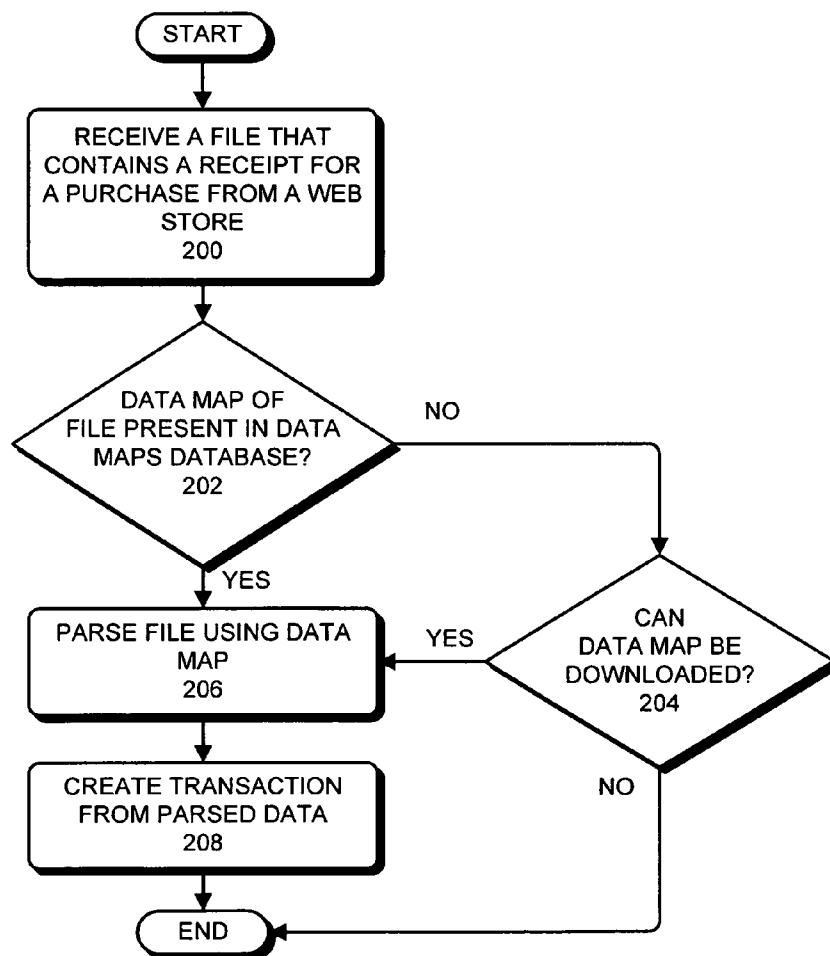 START
RECEIVE A FILE THAT
CONTAINS A RECEIPT FOR
A PURCHASE FROM A WEB
STORE
200
DATA MAP OF
FILE PRESENT IN DATA
MAPS DATABASE?
202
NO
YES
CAN
DATA MAP BE
DOWNLOADED?
204
YES
NO
PARSE FILE USING DATA
MAP
206
CREATE TRANSACTION
FROM PARSED DATA
208
END